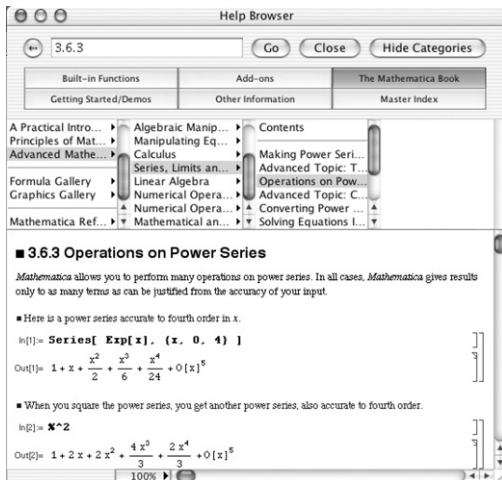 Help Browser
3.6.3 Go Close Hide Categories
Built-in Functions Add-ons The Mathematica Book
Getting Started/Demos Other Information Master Index
A Practical Intro... Algebraic Manip... Contents
Principles of Mat... Manipulating Eq...
Advanced Mathe... Calculus Making Power Seri...
Series, Limits an... Advanced Topic: T...
Formula Gallery Linear Algebra Operations on Pow...
Graphics Gallery Numerical Opera... Advanced Topic: C...
Numerical Opera... Converting Power ...
Mathematica Ref... Mathematical an... Solving Equations I...
■ 3.6.3 Operations on Power Series
Mathematica allows you to perform many operations on power series. In all cases, Mathematica gives results
only to as many terms as can be justified from the accuracy of your input.
■ Here is a power series accurate to fourth order in x.
In[1]:= Series[ Exp[x], {x, 0, 4} ]
Out[1]= 1 + x + x²/2 + x³/6 + x⁴/24 + O[x]⁵
■ When you square the power series, you get another power series, also accurate to fourth order.
In[2]:= %^2
Out[2]= 1 + 2 x + 2 x² + 4 x³/3 + 2 x⁴/3 + O[x]⁵
100%